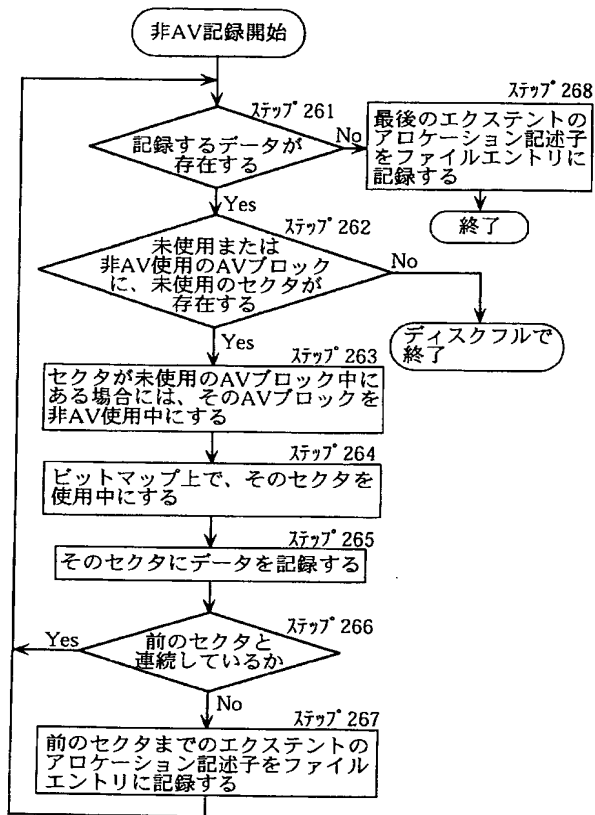 非AV記録開始
ｽﾃｯﾌﾟ 261
記録するデータが
存在する
No
ｽﾃｯﾌﾟ 268
最後のエクステントの
アロケーション記述子
をファイルエントリに
記録する
終了
Yes
ｽﾃｯﾌﾟ 262
未使用または
非AV使用のAVブロック
に、未使用のセクタが
存在する
No
ディスクフルで
終了
Yes
ｽﾃｯﾌﾟ 263
セクタが未使用のAVブロック中に
ある場合には、そのAVブロックを
非AV使用中にする
ｽﾃｯﾌﾟ 264
ビットマップ上で、そのセクタを
使用中にする
ｽﾃｯﾌﾟ 265
そのセクタにデータを記録する
ｽﾃｯﾌﾟ 266
前のセクタと
連続しているか
Yes
No
ｽﾃｯﾌﾟ 267
前のセクタまでのエクステントの
アロケーション記述子をファイル
エントリに記録する